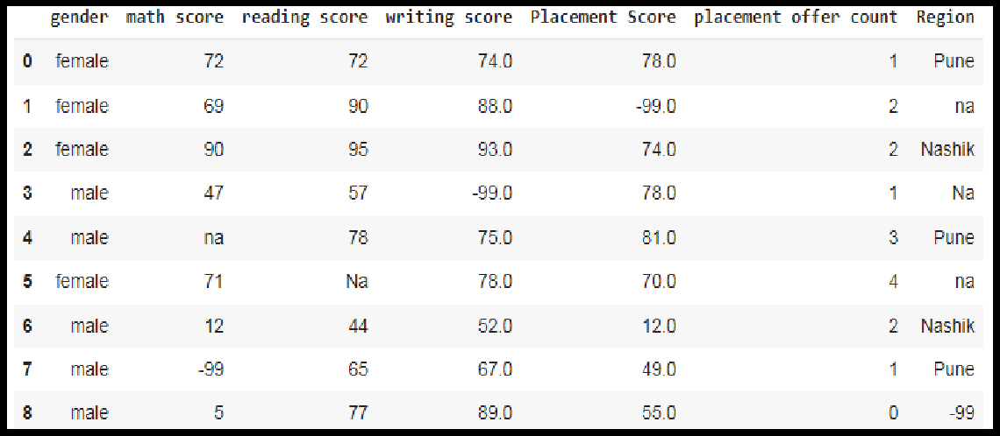 gender math score reading score writing score Placement Score placement offer count Region
0 female 72 72 74.0 78.0 1 Pune
1 female 69 90 88.0 -99.0 2 na
2 female 90 95 93.0 74.0 2 Nashik
3 male 47 57 -99.0 78.0 1 Na
4 male na 78 75.0 81.0 3 Pune
5 female 71 Na 78.0 70.0 4 na
6 male 12 44 52.0 12.0 2 Nashik
7 male -99 65 67.0 49.0 1 Pune
8 male 5 77 89.0 55.0 0 -99